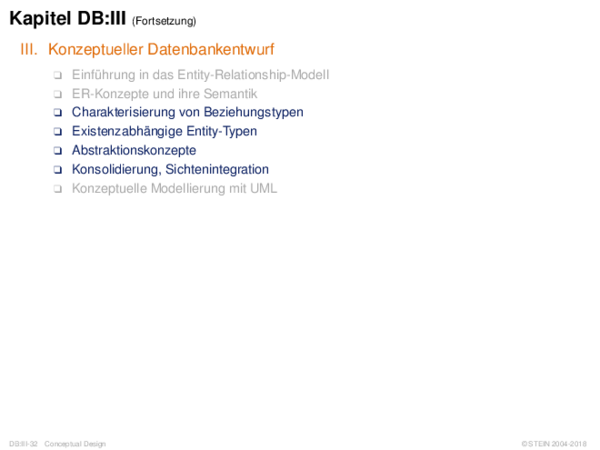 Kapitel DB:III (Fortsetzung)
III. Konzeptueller Datenbankentwurf
❑ Einführung in das Entity-Relationship-Modell
❑ ER-Konzepte und ihre Semantik
❑ Charakterisierung von Beziehungstypen
❑ Existenzabhängige Entity-Typen
❑ Abstraktionskonzepte
❑ Konsolidierung, Sichtenintegration
❑ Konzeptuelle Modellierung mit UML
DB:III-32 Conceptual Design © STEIN 2004-2018